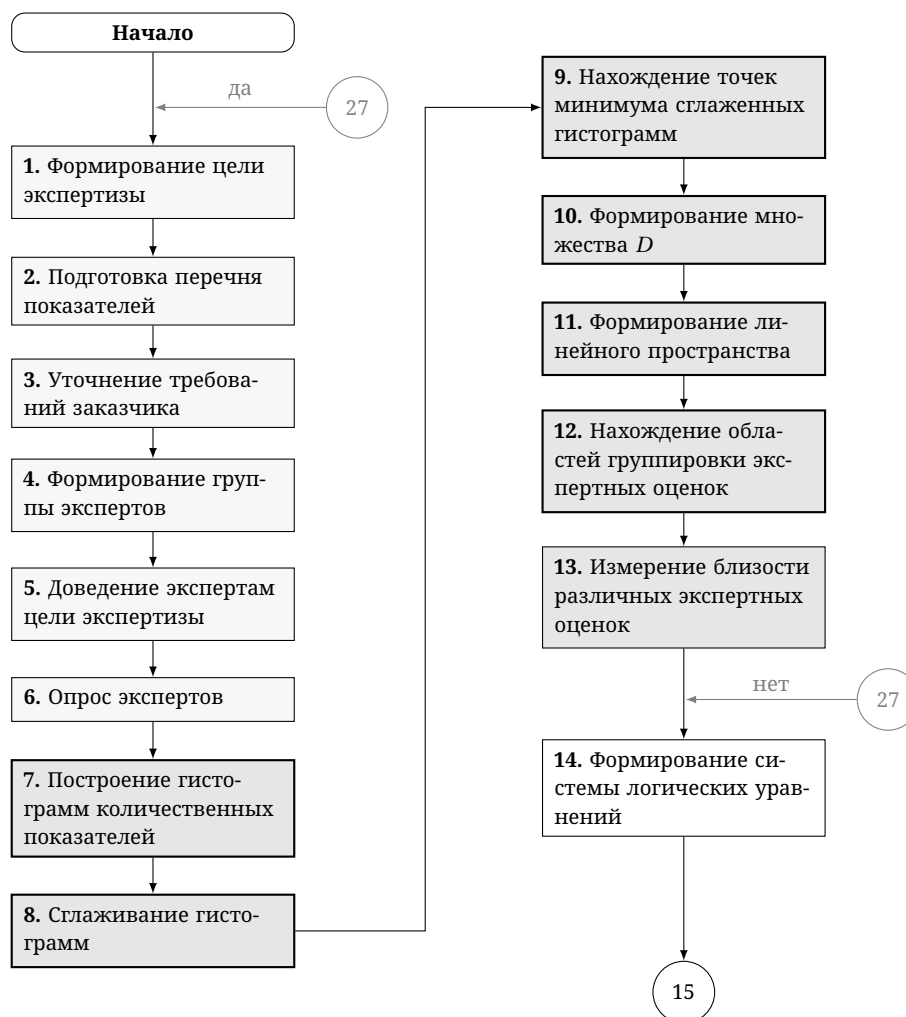 Начало
да
27
1. Формирование цели
экспертизы
2. Подготовка перечня
показателей
3. Уточнение требова-
ний заказчика
4. Формирование груп-
пы экспертов
5. Доведение экспертам
цели экспертизы
6. Опрос экспертов
7. Построение гисто-
грамм количественных
показателей
8. Сглаживание гисто-
грамм
9. Нахождение точек
минимума сглаженных
гистограмм
10. Формирование мно-
жества D
11. Формирование ли-
нейного пространства
12. Нахождение обла-
стей группировки экс-
пертных оценок
13. Измерение близости
различных экспертных
оценок
нет
27
14. Формирование си-
стемы логических урав-
нений
15